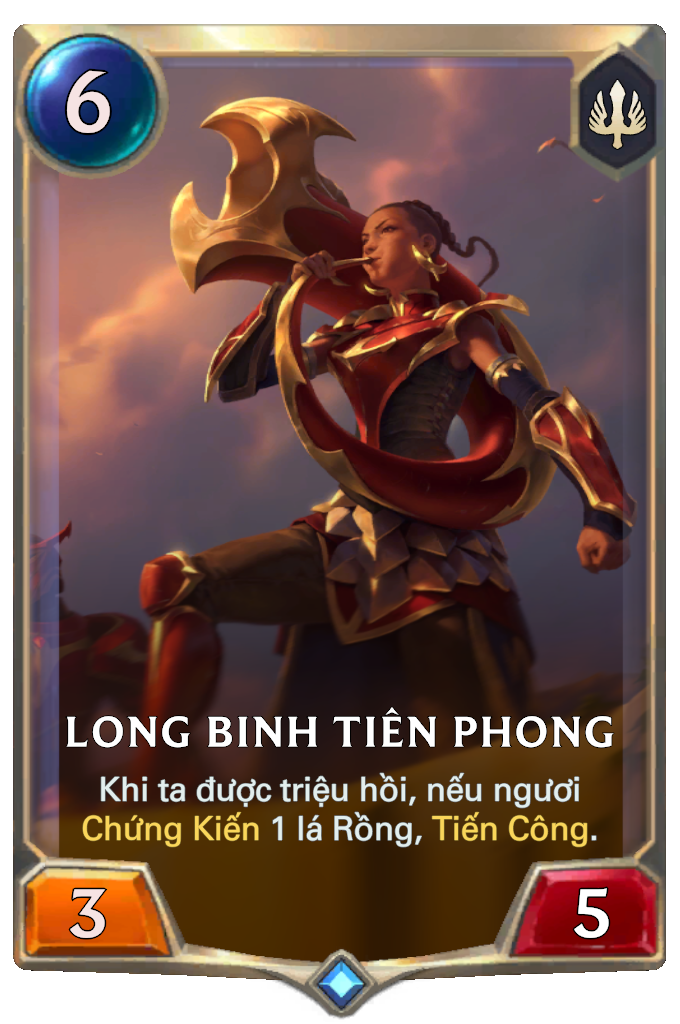 6
LONG BINH TIÊN PHONG
Khi ta được triệu hồi, nếu ngươi
Chứng Kiến 1 lá Rồng, Tiến Công.
3
5